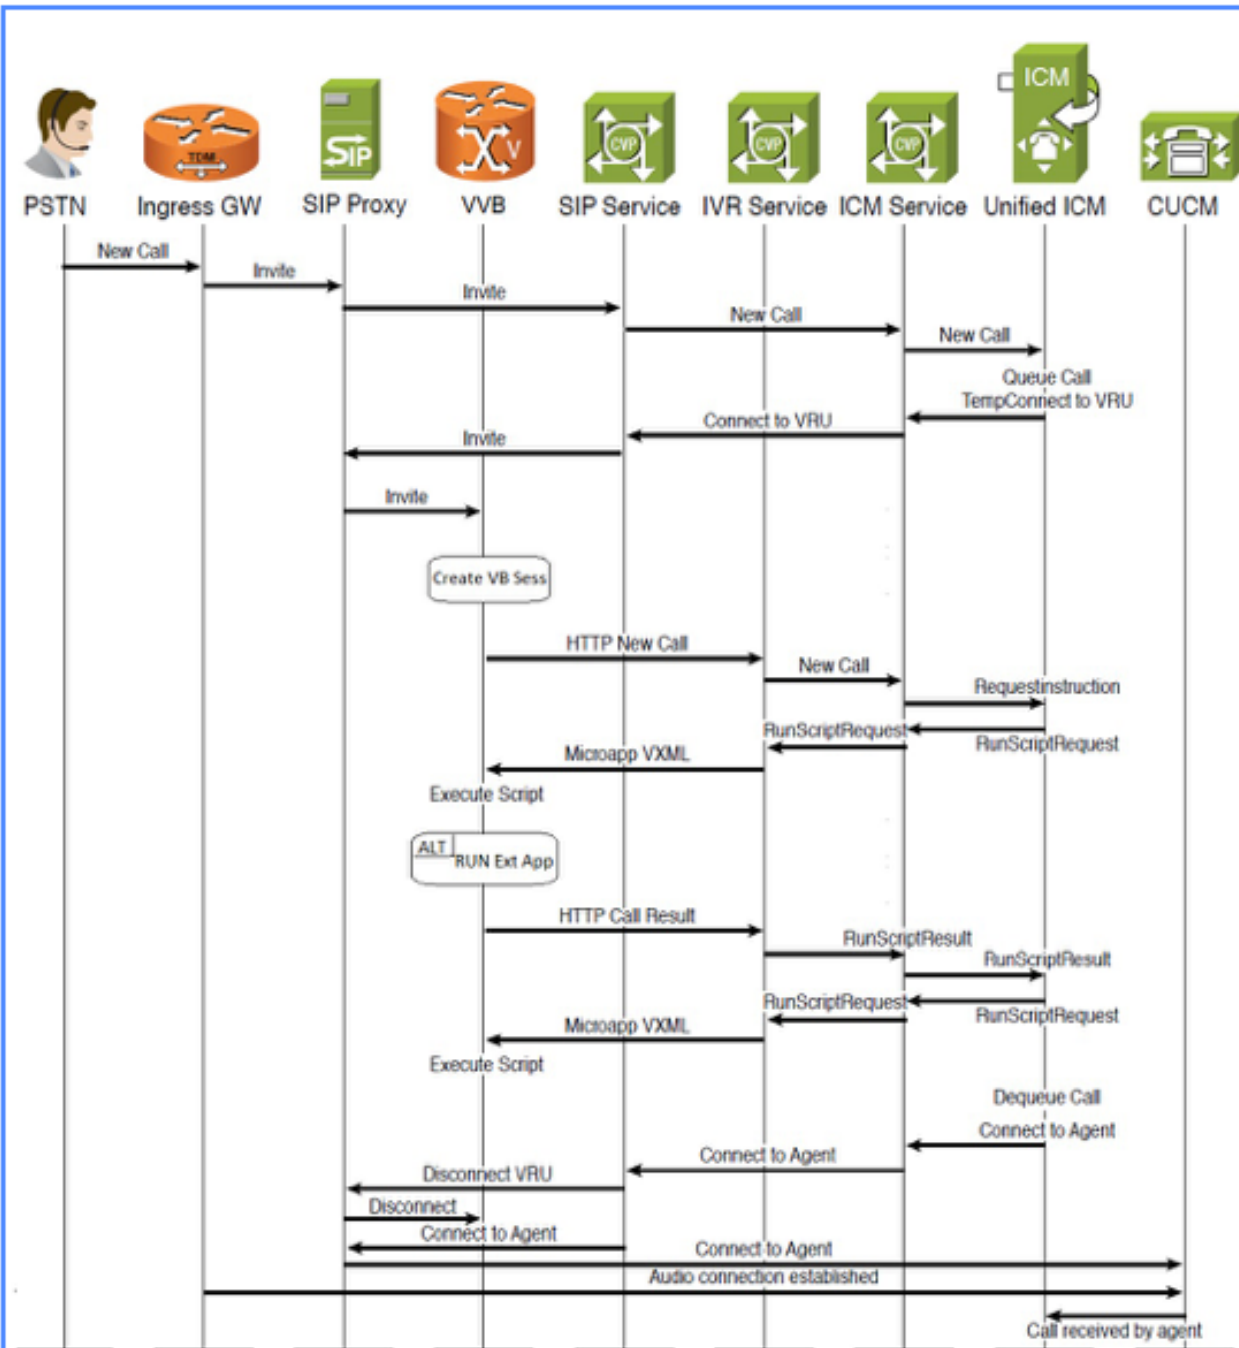 ICM
TDM
SIP
V
CVP
CVP
CVP
PSTN
Ingress GW
SIP Proxy
VVB
SIP Service
IVR Service
ICM Service
Unified ICM
CUCM
New Call
Invite
Invite
New Call
New Call
Queue Call
TempConnect to VRU
Connect to VRU
Invite
Invite
Create VB Sess
HTTP New Call
New Call
Requestinstruction
RunScriptRequest
RunScriptRequest
Microapp VXML
Execute Script
ALT
RUN Ext App
HTTP Call Result
RunScriptResult
RunScriptResult
RunScriptRequest
RunScriptRequest
Microapp VXML
Execute Script
Dequeue Call
Connect to Agent
Connect to Agent
Disconnect VRU
Disconnect
Connect to Agent
Connect to Agent
Audio connection established
Call received by agent